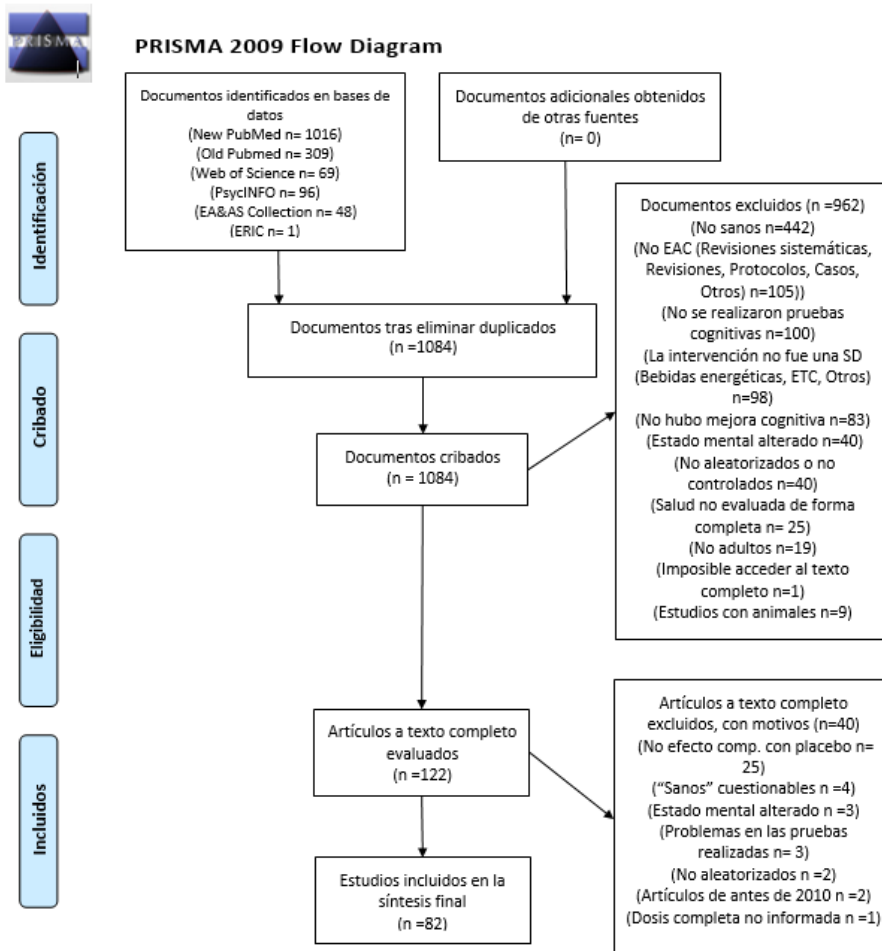 PRISMA
PRISMA 2009 Flow Diagram
Documentos identificados en bases de
datos
(New PubMed n= 1016)
(Old Pubmed n= 309)
(Web of Science n= 69)
(PsycINFO n= 96)
(EA&AS Collection n= 48)
(ERIC n= 1)
Documentos adicionales obtenidos
de otras fuentes
(n= 0)
Identificación
Documentos excluidos (n =962)
(No sanos n=442)
(No EAC (Revisiones sistemáticas,
Revisiones, Protocolos, Casos,
Otros) n=105))
(No se realizaron pruebas
cognitivas n=100)
(La intervención no fue una SD
(Bebidas energéticas, ETC, Otros)
n=98)
(No hubo mejora cognitiva n=83)
(Estado mental alterado n=40)
(No aleatorizados o no
controlados n=40)
(Salud no evaluada de forma
completa n= 25)
(No adultos n=19)
(Imposible acceder al texto
completo n=1)
(Estudios con animales n=9)
Documentos tras eliminar duplicados
(n =1084)
Cribado
Documentos cribados
(n = 1084)
Eligibilidad
Artículos a texto completo
evaluados
(n =122)
Artículos a texto completo
excluidos, con motivos (n=40)
(No efecto comp. con placebo n=
25)
(“Sanos” cuestionables n =4)
(Estado mental alterado n =3)
(Problemas en las pruebas
realizadas n= 3)
(No aleatorizados n =2)
(Artículos de antes de 2010 n =2)
(Dosis completa no informada n =1)
Incluidos
Estudios incluidos en la
síntesis final
(n =82)